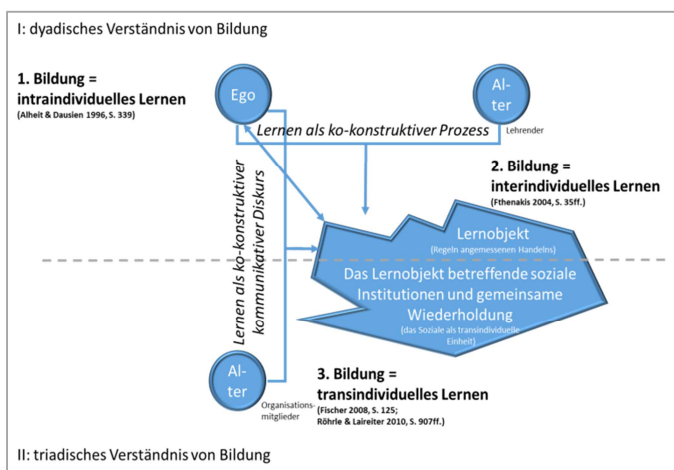 I: dyadisches Verständnis von Bildung
1. Bildung =
intraindividuelles Lernen
(Alheit & Dausien 1996, S. 339)
Ego
Al-
ter
Lehrender
Lernen als ko-konstruktiver Prozess
2. Bildung =
interindividuelles Lernen
(Fthenakis 2004, S. 35ff.)
Lernen als ko-konstruktiver
kommunikativer Diskurs
Lernobjekt
(Regeln angemessenen Handelns)
Das Lernobjekt betreffende soziale
Institutionen und gemeinsame
Wiederholung
(das Soziale als transindividuelle
Einheit)
Al-
ter
Organisations-
mitglieder
3. Bildung =
transindividuelles Lernen
(Fischer 2008, S. 125;
Röhrle & Laireiter 2010, S. 907ff.)
II: triadisches Verständnis von Bildung